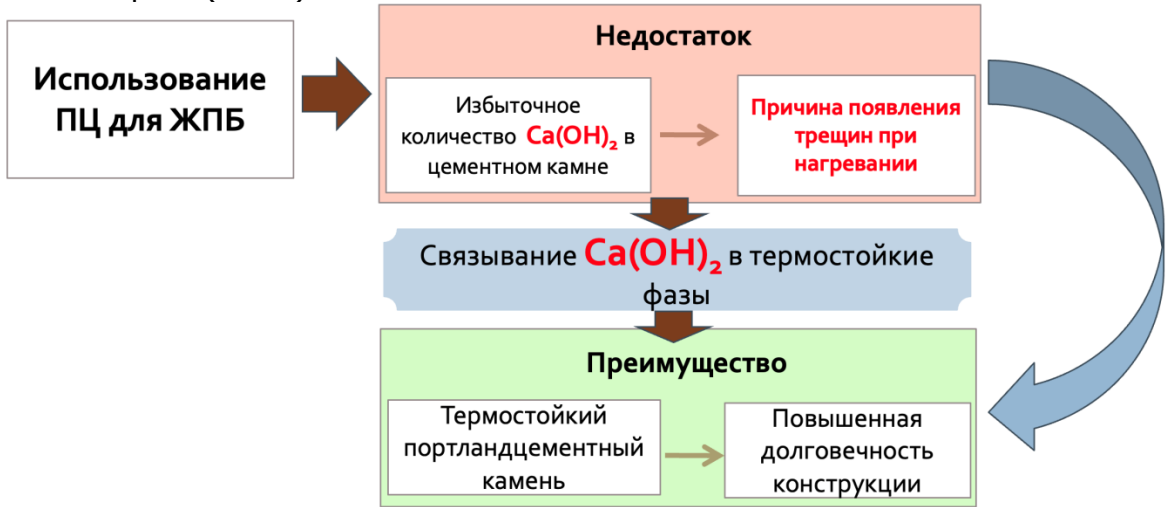 Использование
ПЦ для ЖПБ
Недостаток
Избыточное
количество Ca(OH)₂ в
цементном камне
Причина появления
трещин при
нагревании
Связывание Ca(OH)₂ в термостойкие
фазы
Преимущество
Термостойкий
портландцементный
камень
Повышенная
долговечность
конструкции